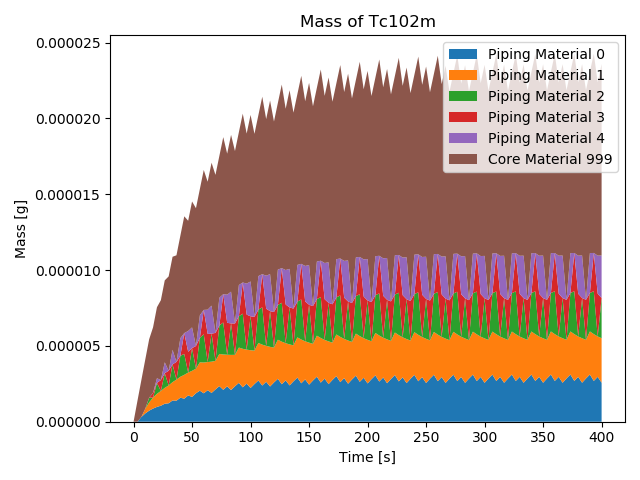 Mass of Tc102m
0.000025
0.000020
0.000015
0.000010
0.000005
0.000000
Mass [g]
Piping Material 0
Piping Material 1
Piping Material 2
Piping Material 3
Piping Material 4
Core Material 999
0 50 100 150 200 250 300 350 400
Time [s]